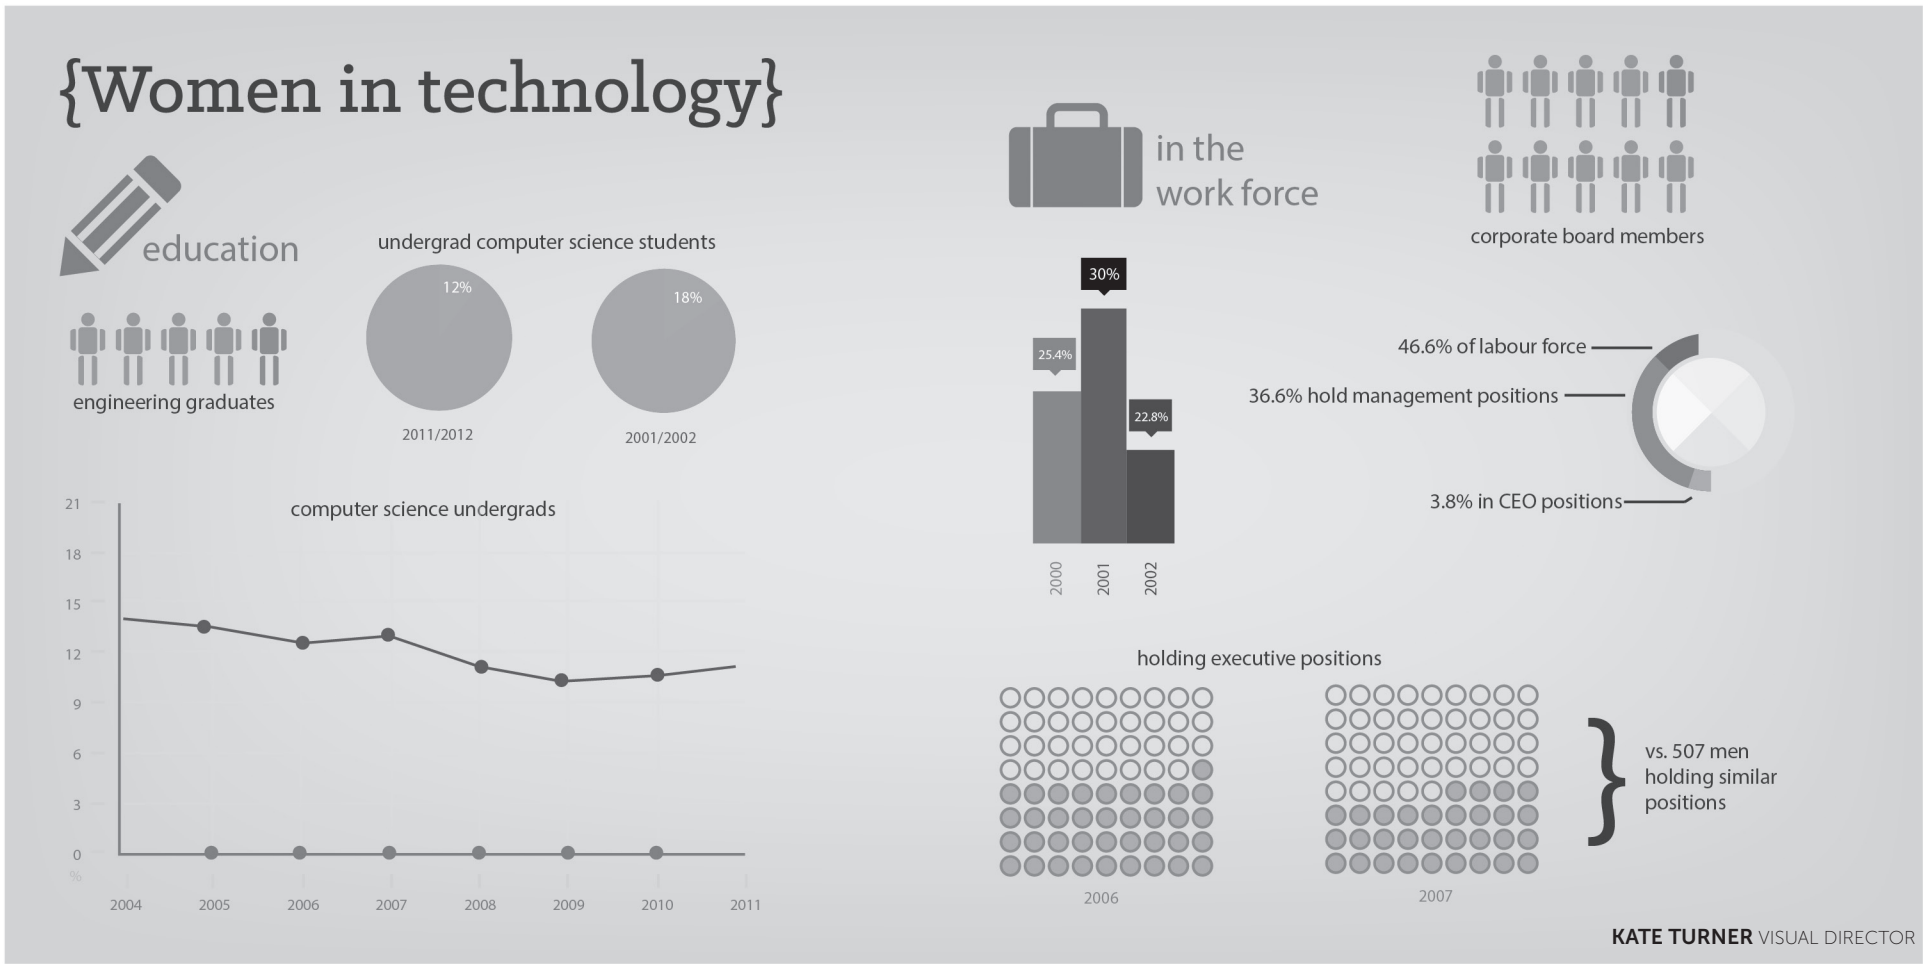 {Women in technology}
education
engineering graduates
undergrad computer science students
12%
18%
2011/2012
2001/2002
computer science undergrads
21
18
15
12
9
6
3
0
%
2004
2005
2006
2007
2008
2009
2010
2011
in the
work force
corporate board members
30%
25.4%
22.8%
2000
2001
2002
46.6% of labour force
36.6% hold management positions
3.8% in CEO positions
holding executive positions
2006
2007
vs. 507 men
holding similar
positions
KATE TURNER VISUAL DIRECTOR